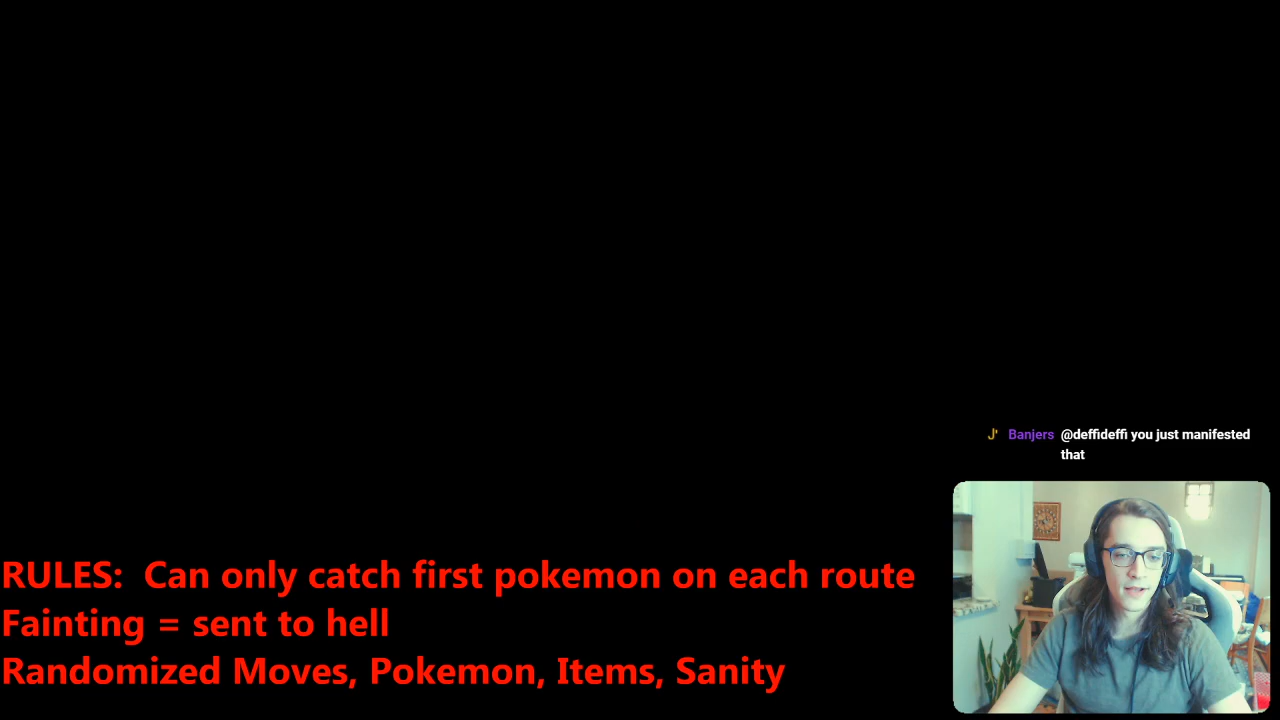 Banjers @deffideffi you just manifested
that
RULES:  Can only catch first pokemon on each route
Fainting = sent to hell
Randomized Moves, Pokemon, Items, Sanity